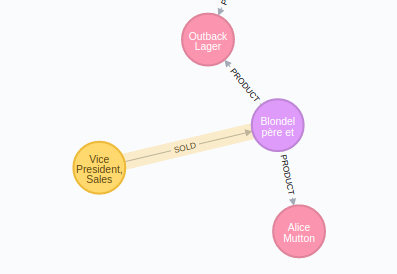 Outback
Lager
PRODUCT
Blondel
père et
SOLD
Vice
President,
Sales
PRODUCT
Alice
Mutton